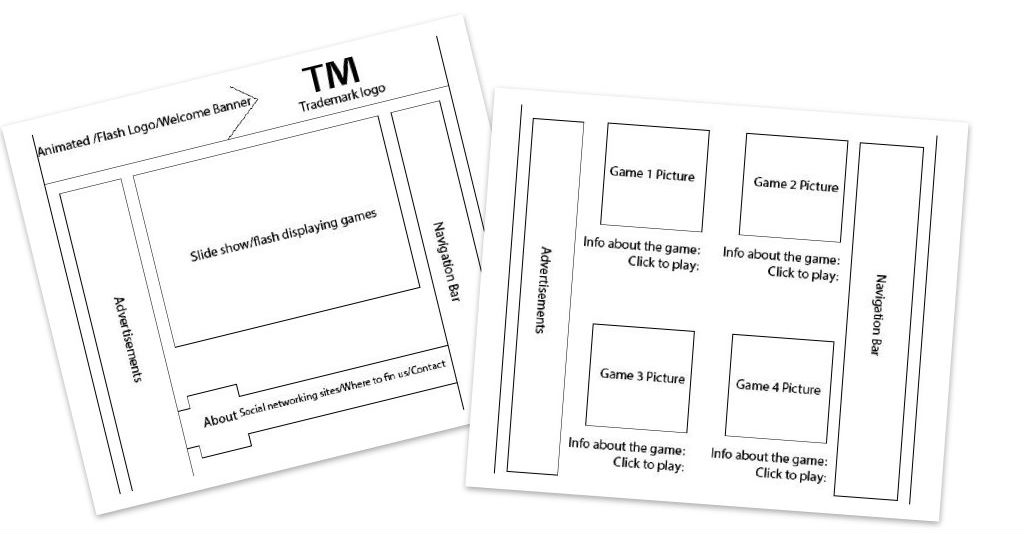 Animated /Flash Logo/Welcome Banner
TM
Trademark logo
Slide show/flash displaying games
Advertisements
Navigation Bar
About Social networking sites/Where to fin us/Contact
Advertisements
Game 1 Picture
Info about the game:
Click to play:
Game 2 Picture
Info about the game:
Click to play:
Game 3 Picture
Info about the game:
Click to play:
Game 4 Picture
Info about the game:
Click to play:
Navigation Bar